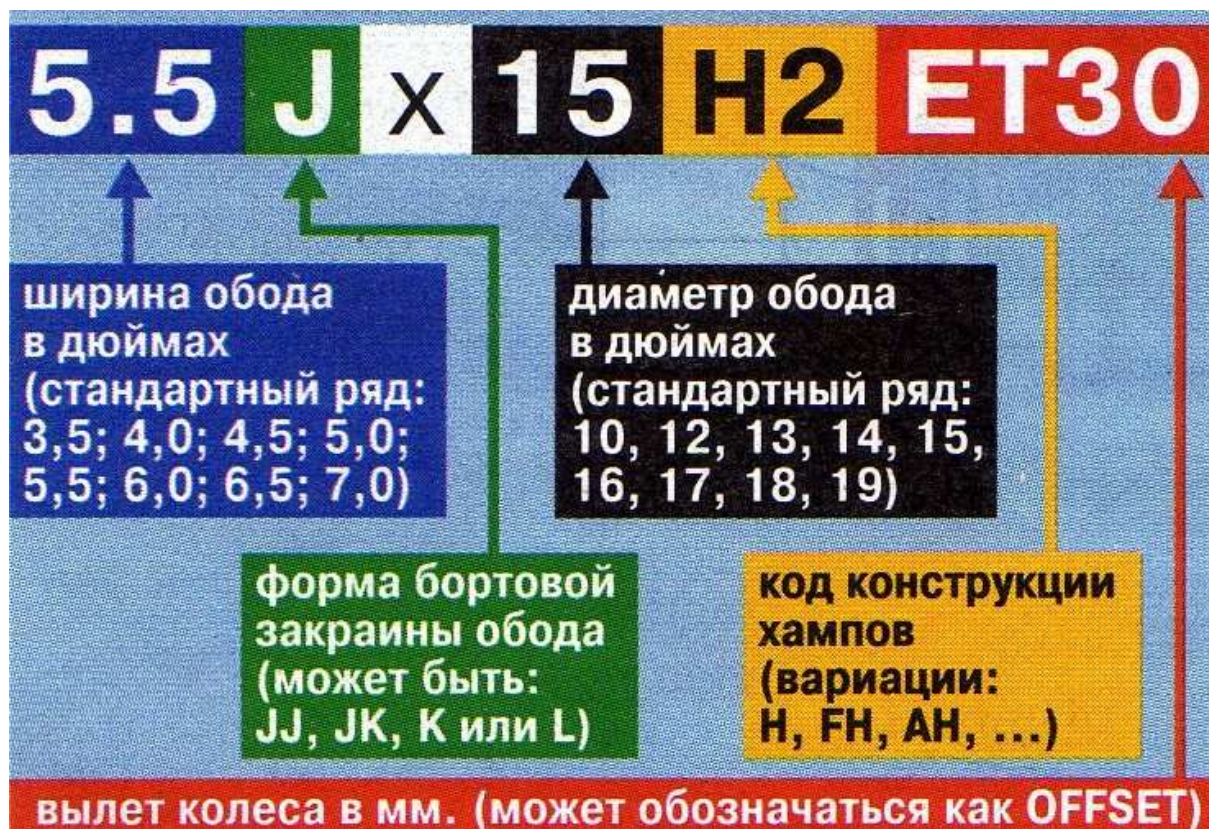 5.5 J x 15 H2 ET30
ширина обода
в дюймах
(стандартный ряд:
3,5; 4,0; 4,5; 5,0;
5,5; 6,0; 6,5; 7,0)
диаметр обода
в дюймах
(стандартный ряд:
10, 12, 13, 14, 15,
16, 17, 18, 19)
форма бортовой
закраины обода
(может быть:
JJ, JK, K или L)
код конструкции
хампов
(вариации:
H, FH, AH, ...)
вылет колеса в мм. (может обозначаться как OFFSET)